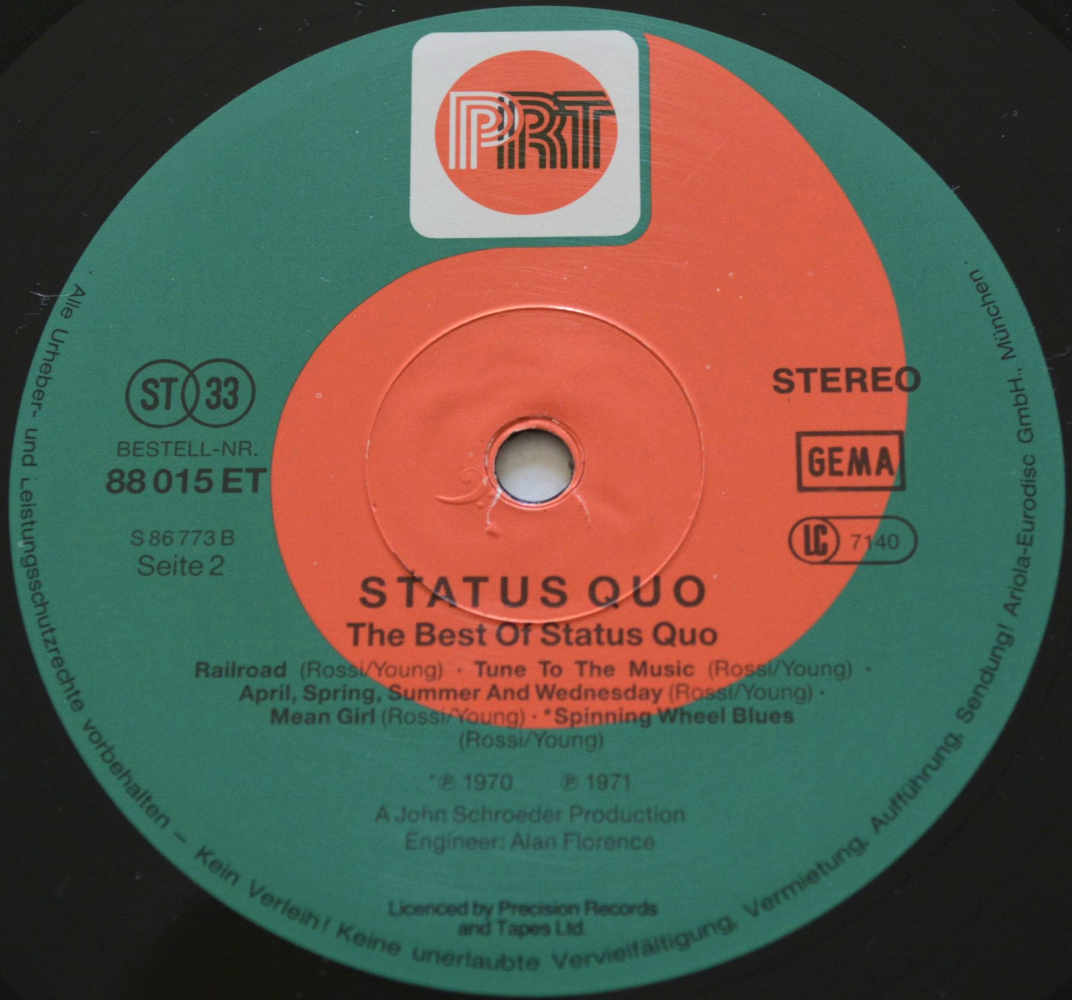 PRT
ST 33
BESTELL-NR.
88 015 ET
S 86 773 B
Seite 2
STEREO
GEMA
LC 7140
STATUS QUO
The Best Of Status Quo
Railroad (Rossi/Young) · Tune To The Music (Rossi/Young) ·
April, Spring, Summer And Wednesday (Rossi/Young) ·
Mean Girl (Rossi/Young) · *Spinning Wheel Blues
(Rossi/Young)
*℗ 1970 ℗ 1971
A John Schroeder Production
Engineer: Alan Florence
Licenced by Precision Records
and Tapes Ltd.
· Alle Urheber- und Leistungsschutzrechte vorbehalten – Kein Verleih! Keine unerlaubte Vervielfältigung, Vermietung, Aufführung, Sendung! Ariola-Eurodisc GmbH., München ·